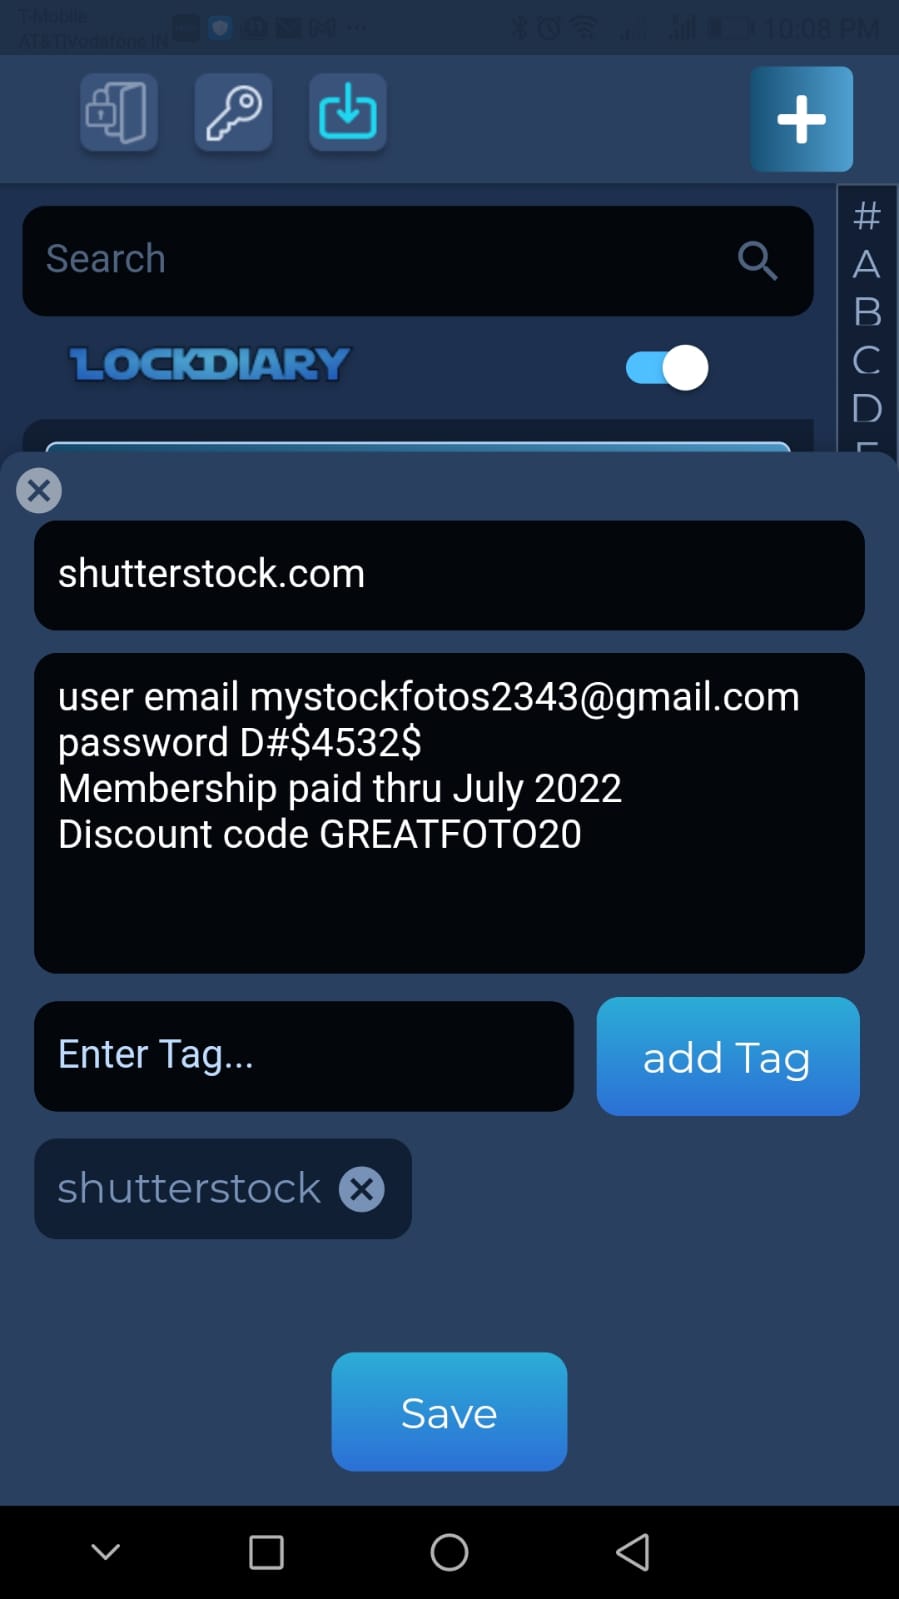 T-Mobile
AT&T|Vodafone IN
10:08 PM
#
A
B
C
D
Search
LOCKDIARY
shutterstock.com
user email mystockfotos2343@gmail.com
password D#$4532$
Membership paid thru July 2022
Discount code GREATFOTO20
Enter Tag...
add Tag
shutterstock
Save